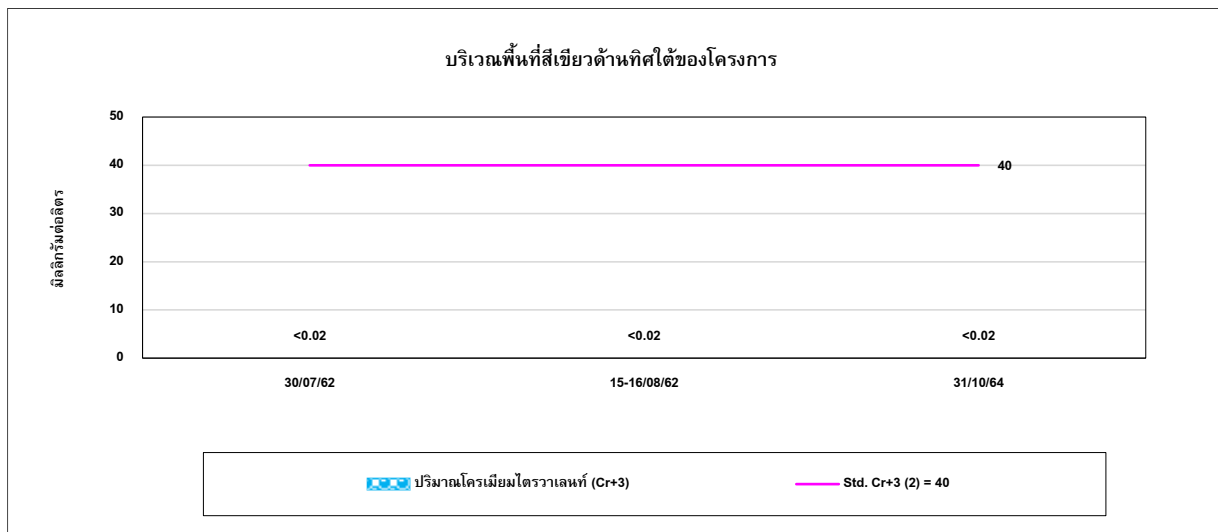 บริเวณพื้นที่สีเขียวด้านทิศใต้ของโครงการ
มิลลิกรัมต่อลิตร
50
40
30
20
10
0
40
<0.02 <0.02 <0.02
30/07/62 15-16/08/62 31/10/64
ปริมาณโครเมียมไตรวาเลนท์ (Cr+3) Std. Cr+3 (2) = 40